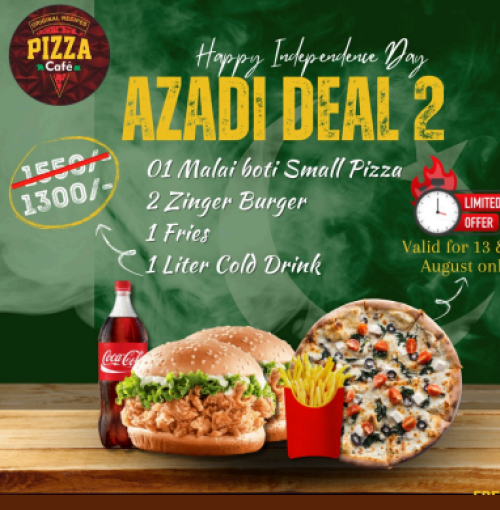 ORIGINAL RECIPES
PIZZA
Café
Happy Independence Day
AZADI DEAL 2
1550/-
1300/-
01 Malai boti Small Pizza
2 Zinger Burger
1 Fries
1 Liter Cold Drink
LIMITED
OFFER
Valid for 13 &
August onl
Coca-Col